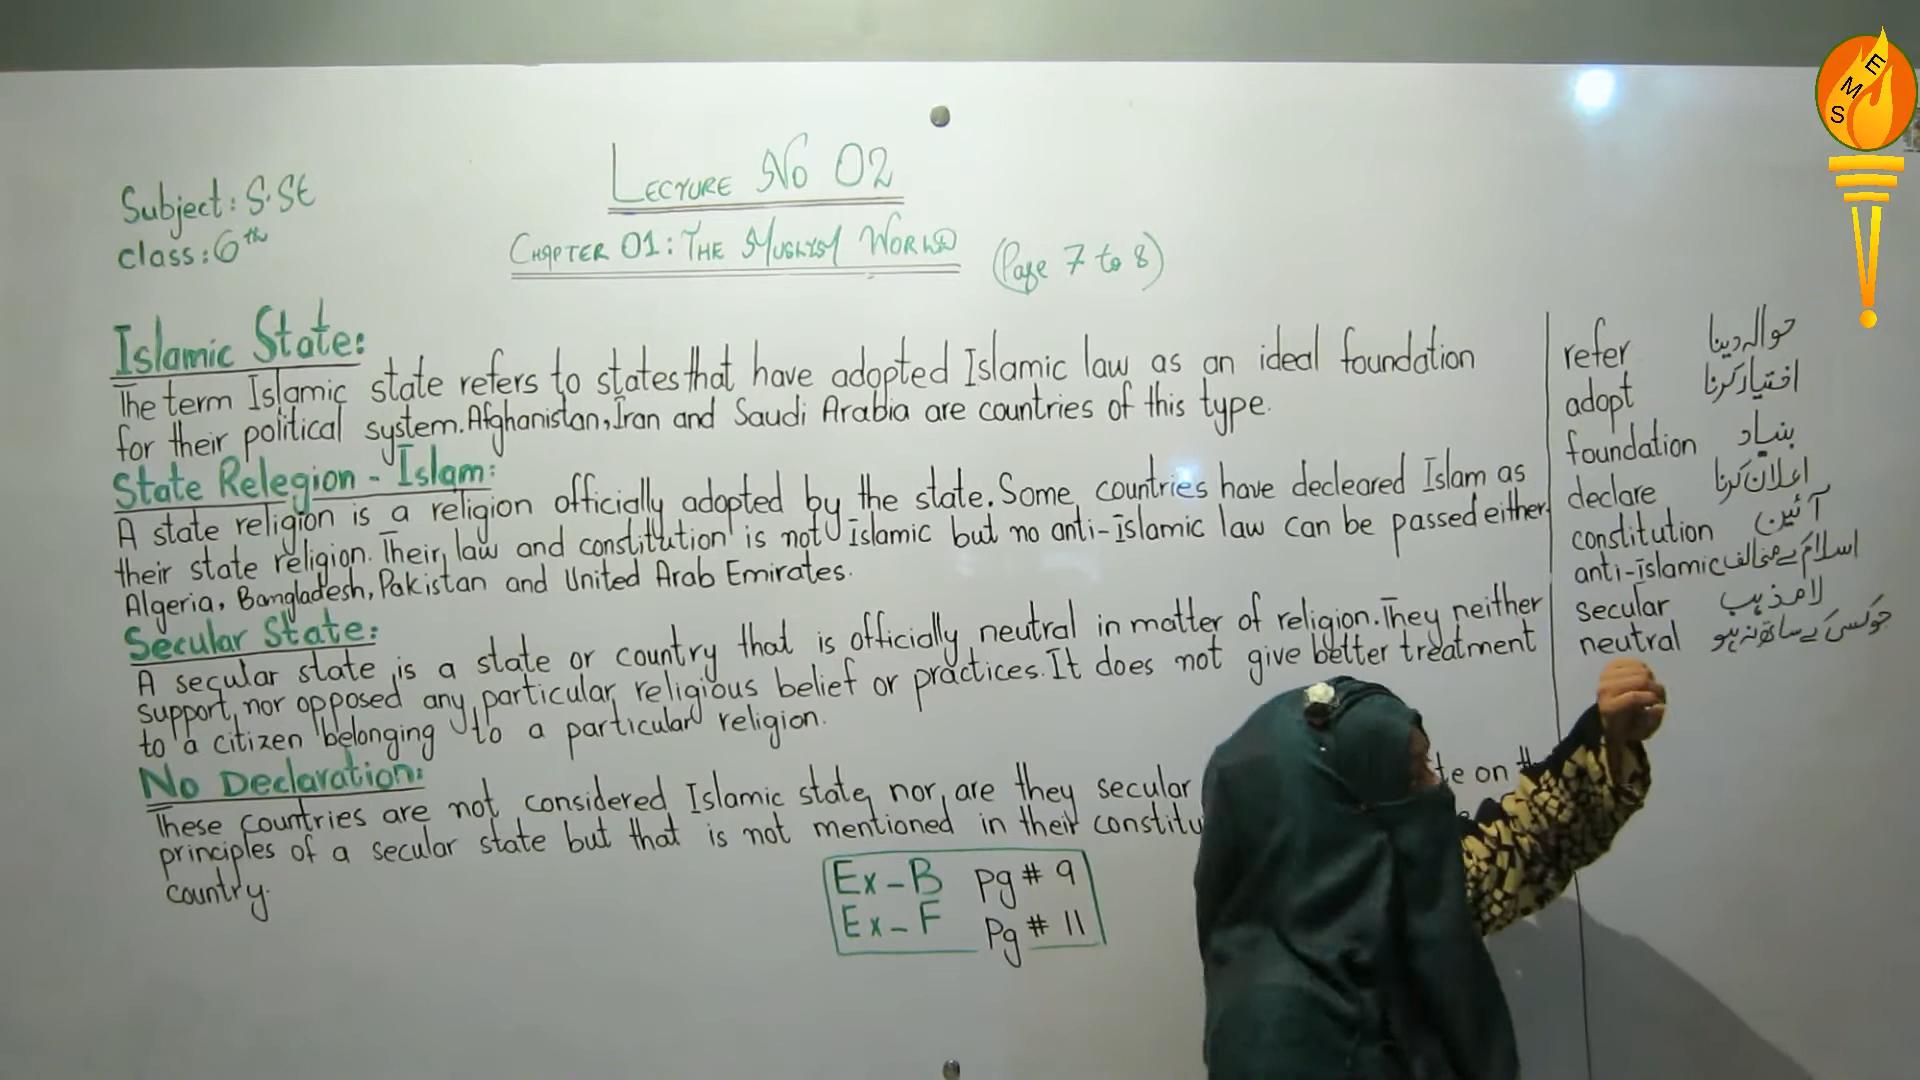 Subject: S.St
class: 6th
LECTURE NO 02
CHAPTER 01: THE MUSLIM WORLD (Page 7 to 8)
Islamic State:
The term Islamic state refers to states that have adopted Islamic law as an ideal foundation
for their political system. Afghanistan, Iran and Saudi Arabia are countries of this type.
State Relegion - Islam:
A state religion is a religion officially adopted by the state. Some countries have decleared Islam as
their state religion. Their law and constitution is not Islamic but no anti-islamic law can be passed either.
Algeria, Bangladesh, Pakistan and United Arab Emirates.
Secular State:
A secular state is a state or country that is officially neutral in matter of religion. They neither
support nor opposed any particular religious belief or practices. It does not give better treatment
to a citizen belonging to a particular religion.
No Declaration:
These countries are not considered Islamic state, nor are they secular on
principles of a secular state but that is not mentioned in their
country.
Ex-B Pg # 9
Ex-F Pg # 11
refer حوالہ دینا
adopt اختیار کرنا
foundation بنیاد
declare اعلان کرنا
constitution آئین
anti-islamic اسلام کے مخالف
secular لا مذہب
neutral جو کسی کے ساتھ نہ ہو
E
M
S